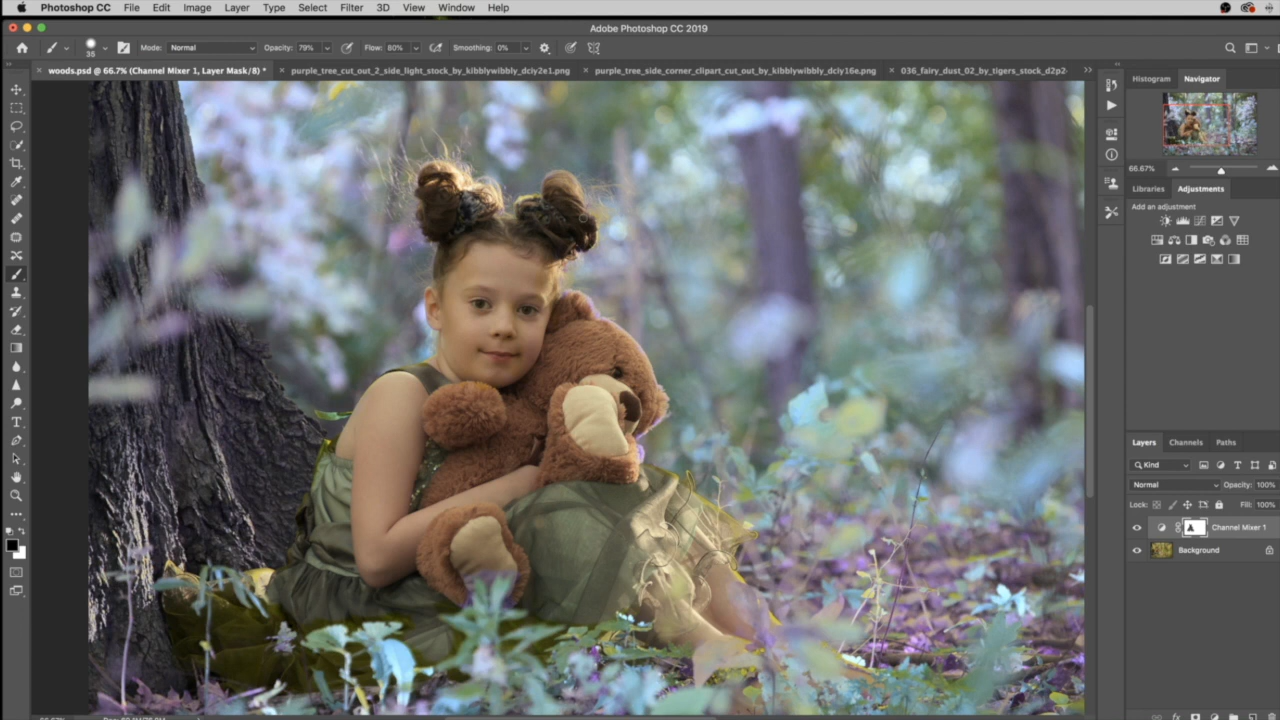 Photoshop CC File Edit Image Layer Type Select Filter 3D View Window Help
Adobe Photoshop CC 2019
35 Mode: Normal Opacity: 79% Flow: 80% Smoothing: 0%
woods.psd @ 66.7% (Channel Mixer 1, Layer Mask/8) * purple_tree_cut_out_2_side_light_stock_by_kibblywibbly_dciy2e1.png purple_tree_side_corner_clipart_cut_out_by_kibblywibbly_dciy16e.png 036_fairy_dust_02_by_tigers_stock_d2p2
Histogram Navigator
66.67%
Libraries Adjustments
Add an adjustment
Layers Channels Paths
Kind
Normal Opacity: 100%
Lock: Fill: 100%
Channel Mixer 1
Background